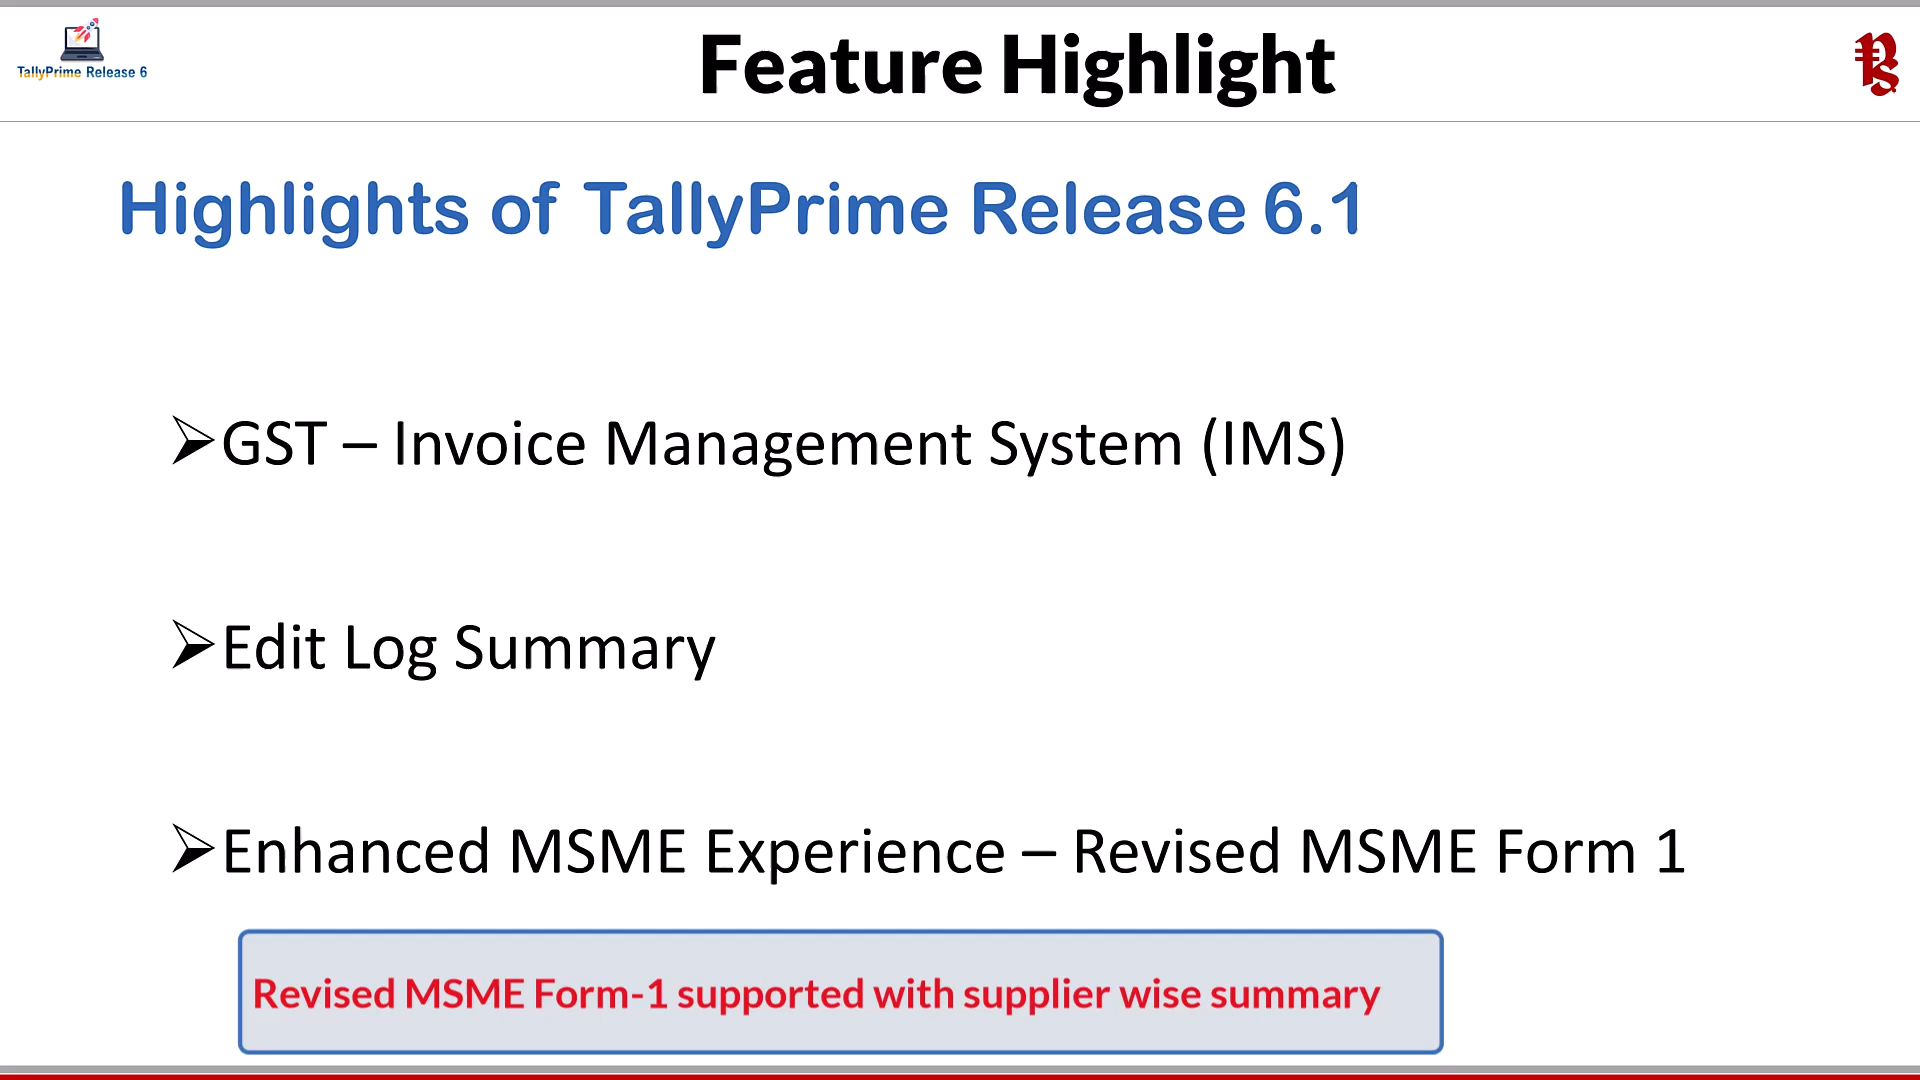 TallyPrime Release 6
Feature Highlight
Highlights of TallyPrime Release 6.1
➢GST – Invoice Management System (IMS)
➢Edit Log Summary
➢Enhanced MSME Experience – Revised MSME Form 1
Revised MSME Form-1 supported with supplier wise summary